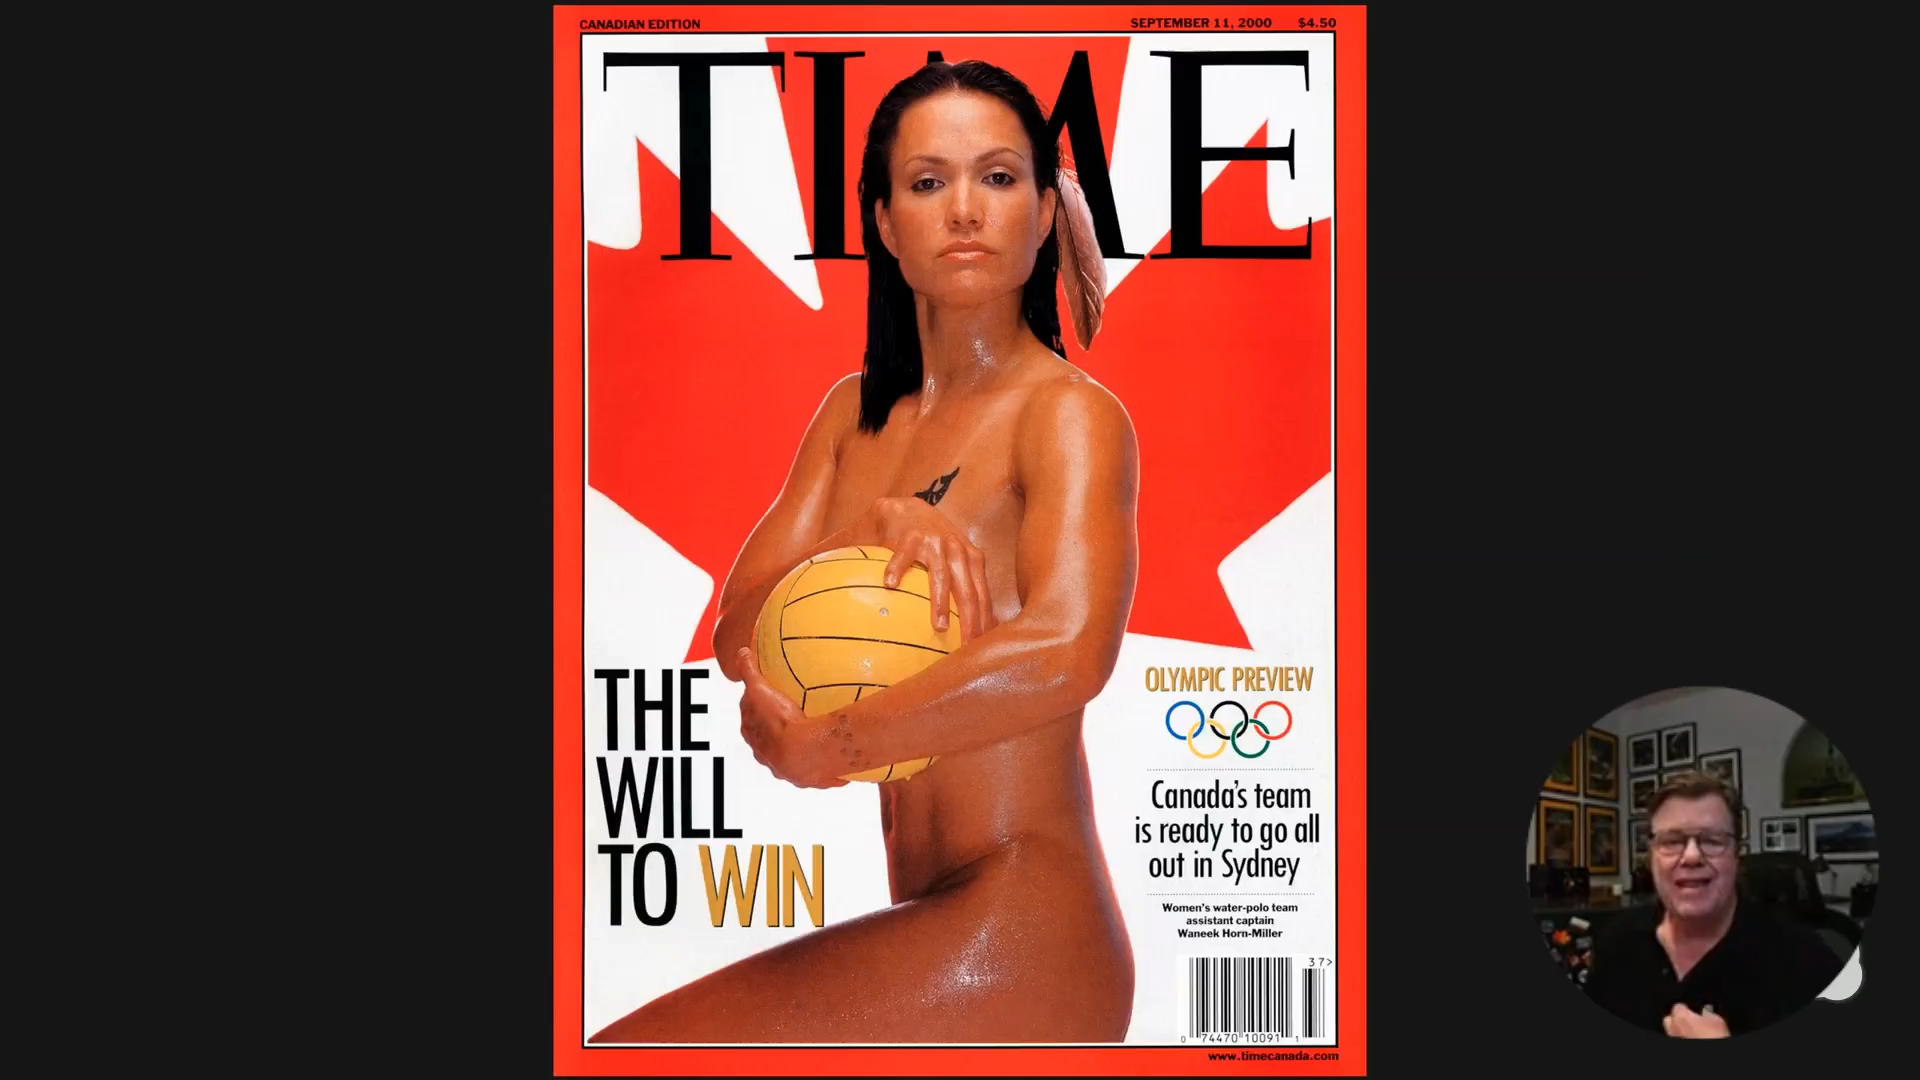 CANADIAN EDITION
SEPTEMBER 11, 2000 $4.50
TIME
THE
WILL
TO WIN
OLYMPIC PREVIEW
Canada's team
is ready to go all
out in Sydney
Women's water-polo team
assistant captain
Waneek Horn-Miller
37>
0 74470 10091 1
www.timecanada.com